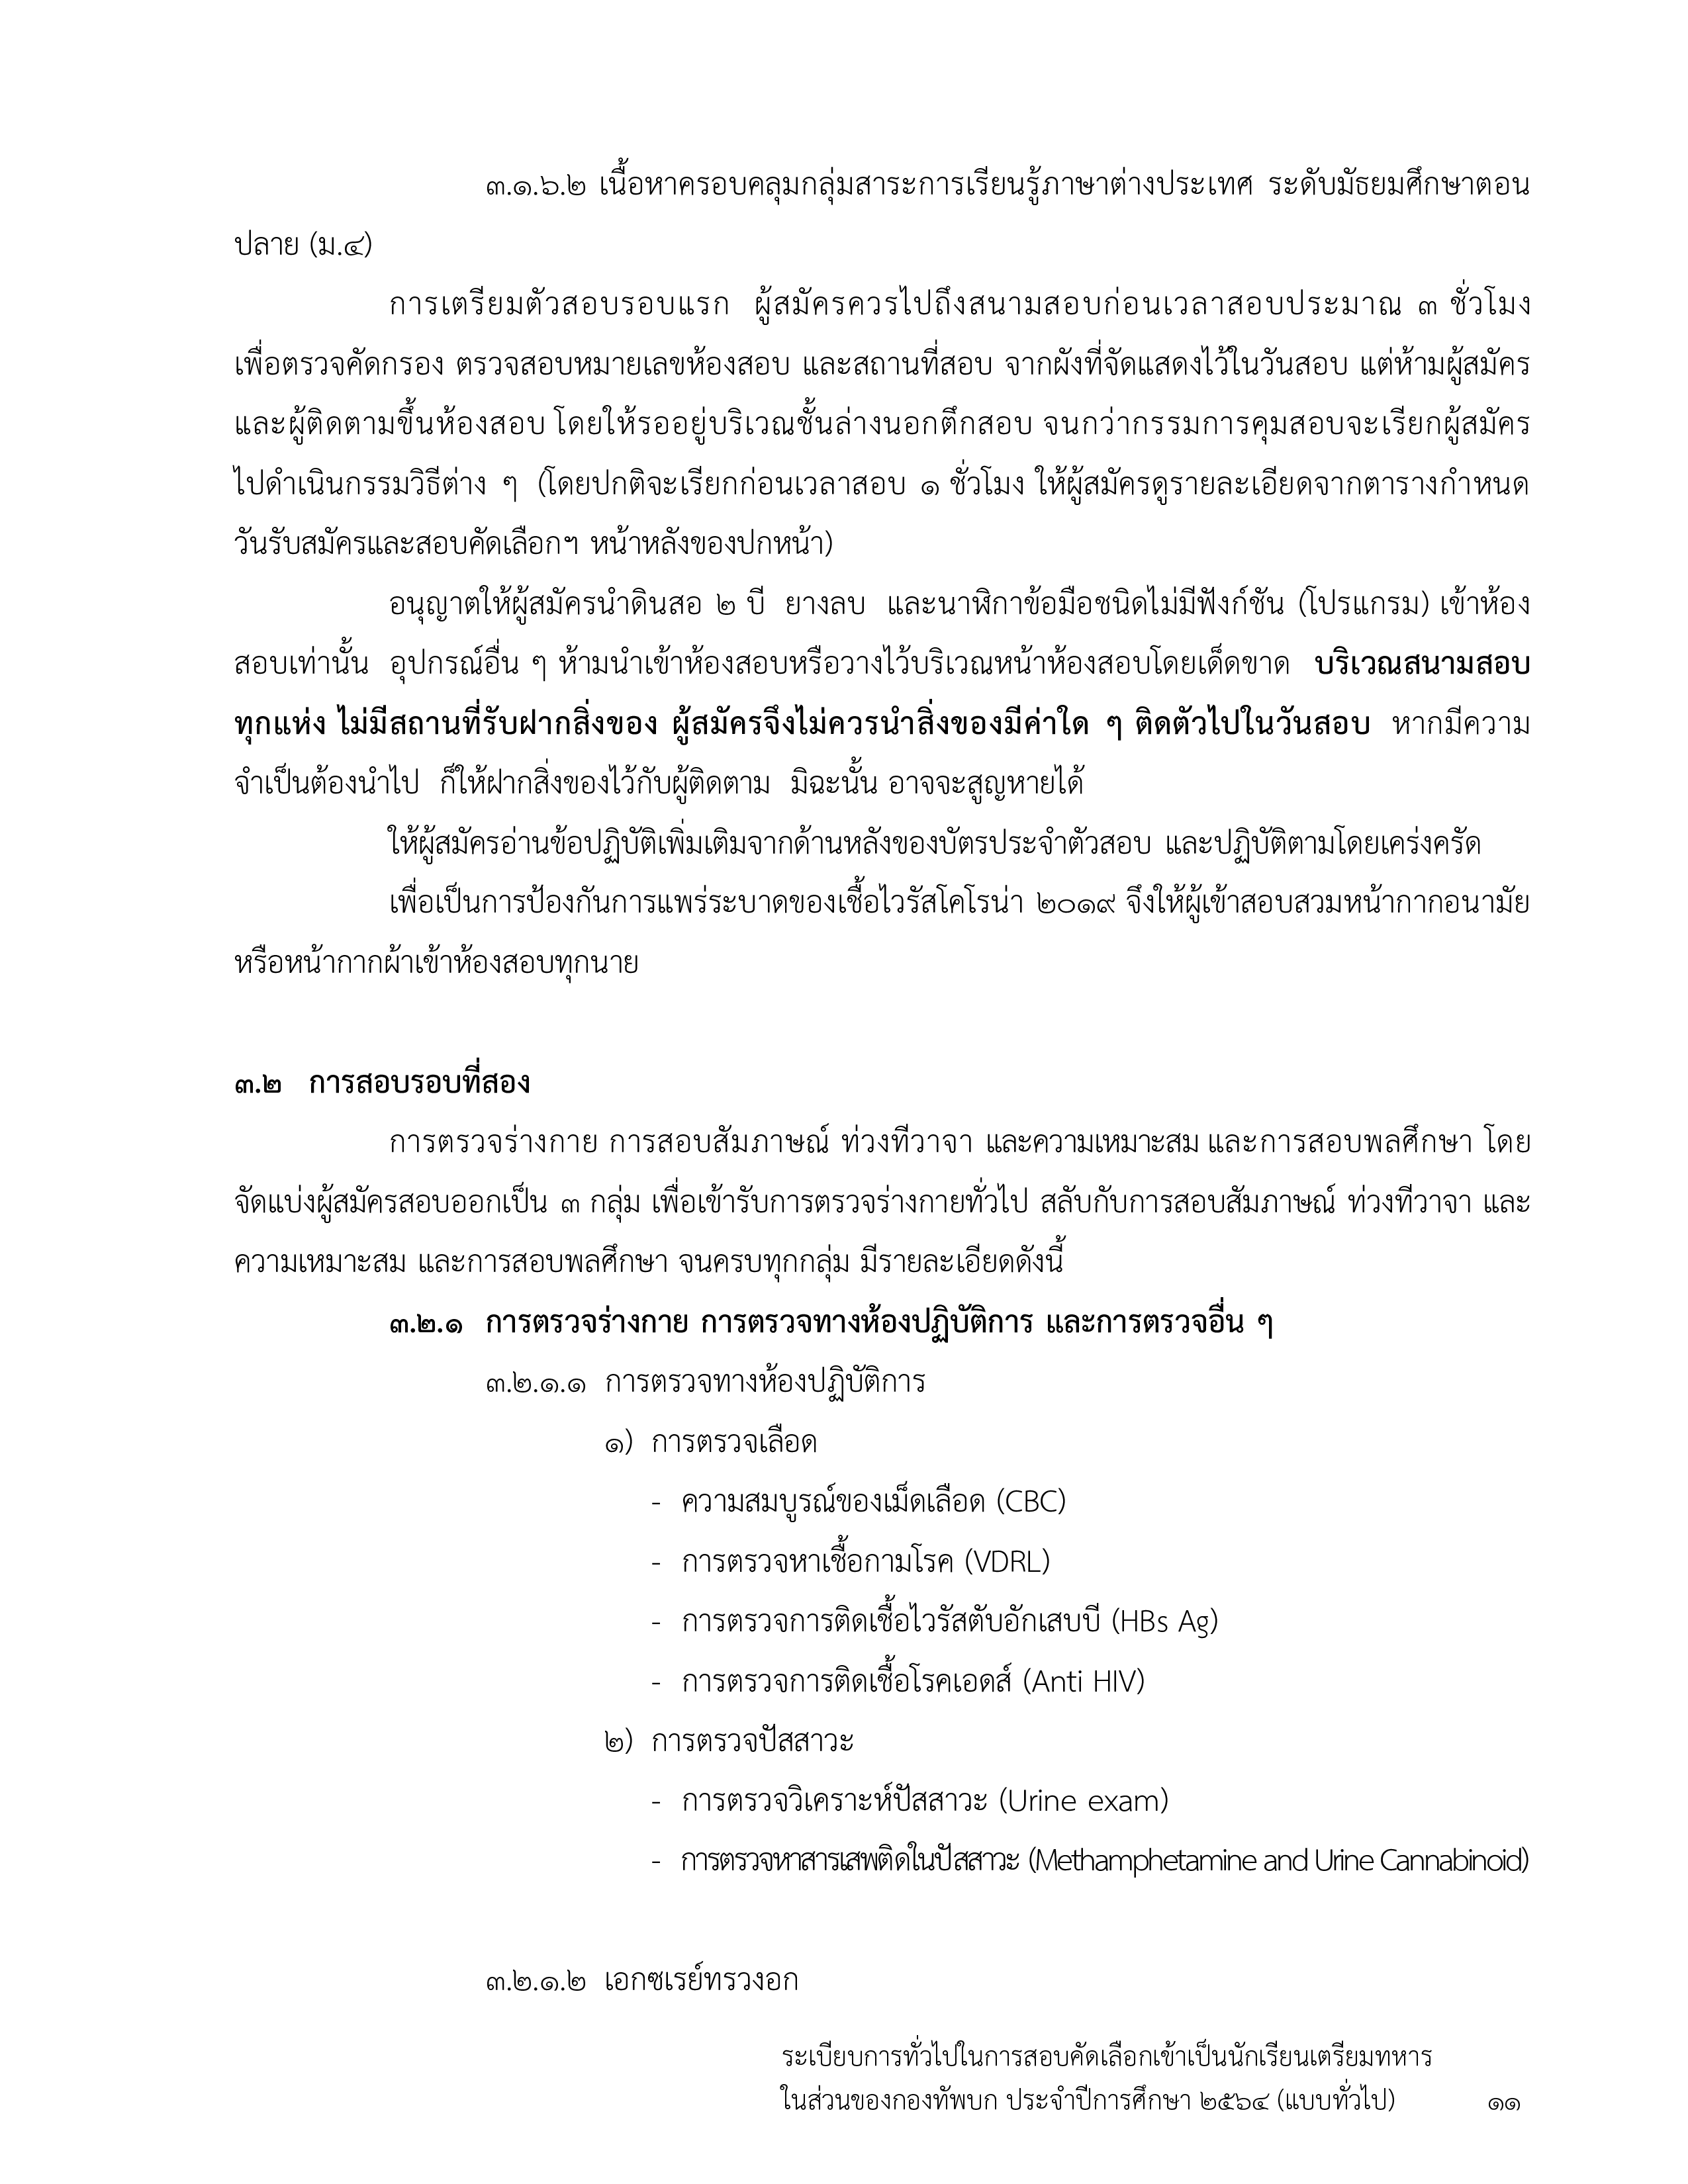 ๓.๑.๖.๒ เนื้อหาครอบคลุมกลุ่มสาระการเรียนรู้ภาษาต่างประเทศ ระดับมัธยมศึกษาตอน
ปลาย (ม.๔)
การเตรียมตัวสอบรอบแรก ผู้สมัครควรไปถึงสนามสอบก่อนเวลาสอบประมาณ ๓ ชั่วโมง
เพื่อตรวจคัดกรอง ตรวจสอบหมายเลขห้องสอบ และสถานที่สอบ จากผังที่จัดแสดงไว้ในวันสอบ แต่ห้ามผู้สมัคร
และผู้ติดตามขึ้นห้องสอบ โดยให้รออยู่บริเวณชั้นล่างนอกตึกสอบ จนกว่ากรรมการคุมสอบจะเรียกผู้สมัคร
ไปดำเนินกรรมวิธีต่าง ๆ (โดยปกติจะเรียกก่อนเวลาสอบ ๑ ชั่วโมง ให้ผู้สมัครดูรายละเอียดจากตารางกำหนด
วันรับสมัครและสอบคัดเลือกฯ หน้าหลังของปกหน้า)
อนุญาตให้ผู้สมัครนำดินสอ ๒ บี ยางลบ และนาฬิกาข้อมือชนิดไม่มีฟังก์ชัน (โปรแกรม) เข้าห้อง
สอบเท่านั้น อุปกรณ์อื่น ๆ ห้ามนำเข้าห้องสอบหรือวางไว้บริเวณหน้าห้องสอบโดยเด็ดขาด บริเวณสนามสอบ
ทุกแห่ง ไม่มีสถานที่รับฝากสิ่งของ ผู้สมัครจึงไม่ควรนำสิ่งของมีค่าใด ๆ ติดตัวไปในวันสอบ หากมีความ
จำเป็นต้องนำไป ก็ให้ฝากสิ่งของไว้กับผู้ติดตาม มิฉะนั้น อาจจะสูญหายได้
ให้ผู้สมัครอ่านข้อปฏิบัติเพิ่มเติมจากด้านหลังของบัตรประจำตัวสอบ และปฏิบัติตามโดยเคร่งครัด
เพื่อเป็นการป้องกันการแพร่ระบาดของเชื้อไวรัสโคโรน่า ๒๐๑๙ จึงให้ผู้เข้าสอบสวมหน้ากากอนามัย
หรือหน้ากากผ้าเข้าห้องสอบทุกนาย
๓.๒ การสอบรอบที่สอง
การตรวจร่างกาย การสอบสัมภาษณ์ ท่วงทีวาจา และความเหมาะสม และการสอบพลศึกษา โดย
จัดแบ่งผู้สมัครสอบออกเป็น ๓ กลุ่ม เพื่อเข้ารับการตรวจร่างกายทั่วไป สลับกับการสอบสัมภาษณ์ ท่วงทีวาจา และ
ความเหมาะสม และการสอบพลศึกษา จนครบทุกกลุ่ม มีรายละเอียดดังนี้
๓.๒.๑ การตรวจร่างกาย การตรวจทางห้องปฏิบัติการ และการตรวจอื่น ๆ
๓.๒.๑.๑ การตรวจทางห้องปฏิบัติการ
๑) การตรวจเลือด
- ความสมบูรณ์ของเม็ดเลือด (CBC)
- การตรวจหาเชื้อกามโรค (VDRL)
- การตรวจการติดเชื้อไวรัสตับอักเสบบี (HBs Ag)
- การตรวจการติดเชื้อโรคเอดส์ (Anti HIV)
๒) การตรวจปัสสาวะ
- การตรวจวิเคราะห์ปัสสาวะ (Urine exam)
- การตรวจหาสารเสพติดในปัสสาวะ (Methamphetamine and Urine Cannabinoid)
๓.๒.๑.๒ เอกซเรย์ทรวงอก
ระเบียบการทั่วไปในการสอบคัดเลือกเข้าเป็นนักเรียนเตรียมทหาร
ในส่วนของกองทัพบก ประจำปีการศึกษา ๒๕๖๔ (แบบทั่วไป) ๑๑